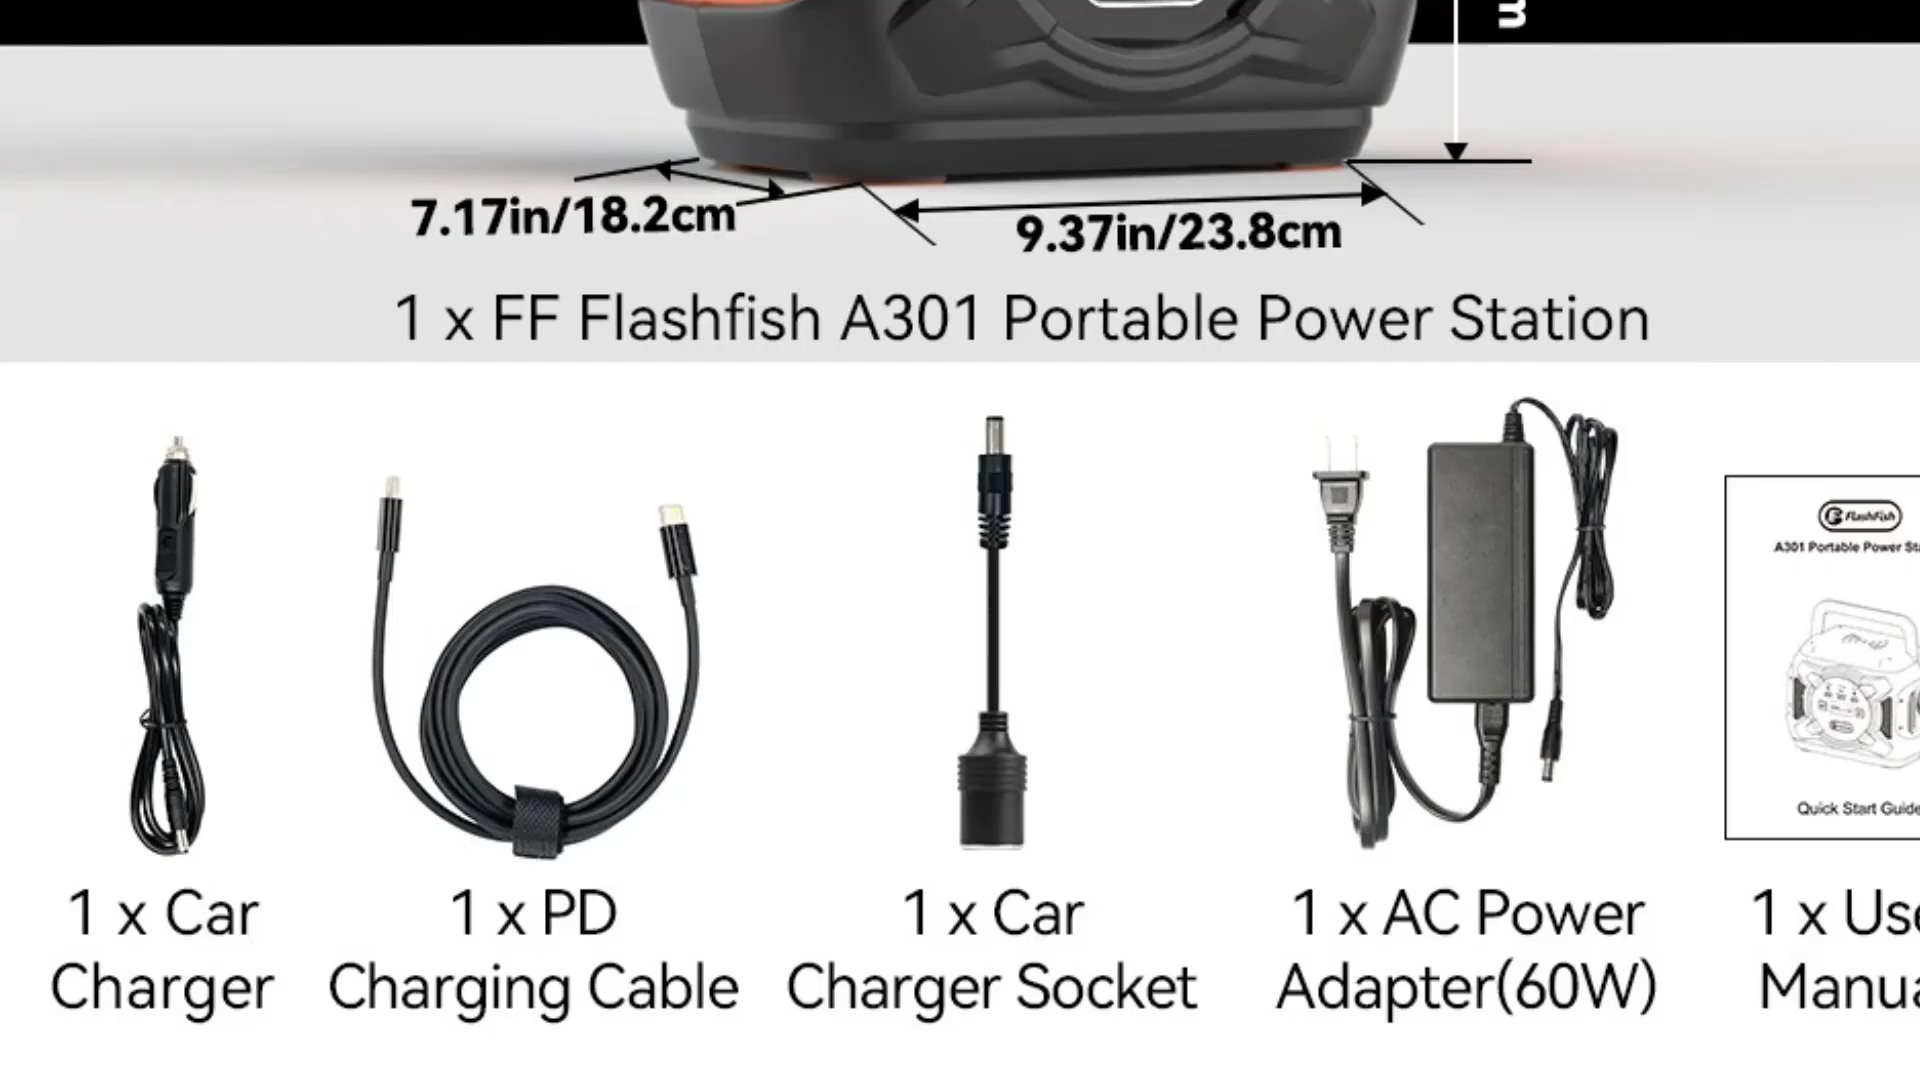 m
7.17in/18.2cm
9.37in/23.8cm
1 x FF Flashfish A301 Portable Power Station
FlashFish
A301 Portable Power
Quick Start Guide
1 x Car
Charger
1 x PD
Charging Cable
1 x Car
Charger Socket
1 x AC Power
Adapter(60W)
1 x